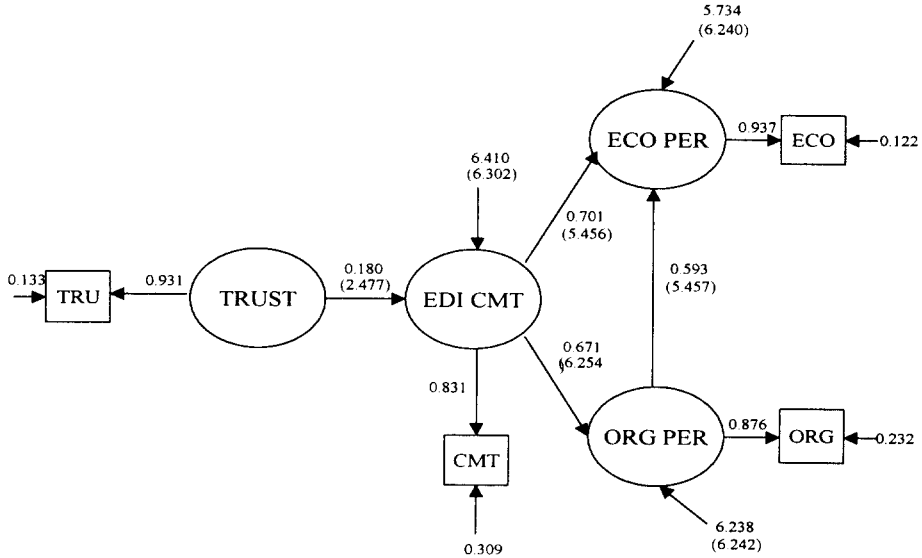 5.734
(6.240)
ECO PER
0.937
ECO
0.122
6.410
(6.302)
0.701
(5.456)
0.133
TRU
0.931
TRUST
0.180
(2.477)
EDI CMT
0.593
(5.457)
0.671
(6.254
0.831
CMT
0.309
ORG PER
0.876
ORG
0.232
6.238
(6.242)